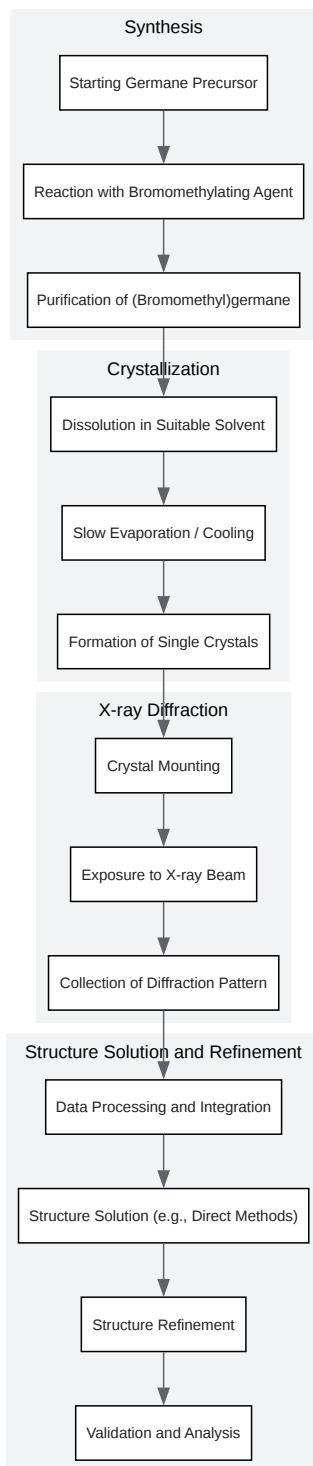 Synthesis
Starting Germane Precursor
Reaction with Bromomethylating Agent
Purification of (Bromomethyl)germane
Crystallization
Dissolution in Suitable Solvent
Slow Evaporation / Cooling
Formation of Single Crystals
X-ray Diffraction
Crystal Mounting
Exposure to X-ray Beam
Collection of Diffraction Pattern
Structure Solution and Refinement
Data Processing and Integration
Structure Solution (e.g., Direct Methods)
Structure Refinement
Validation and Analysis